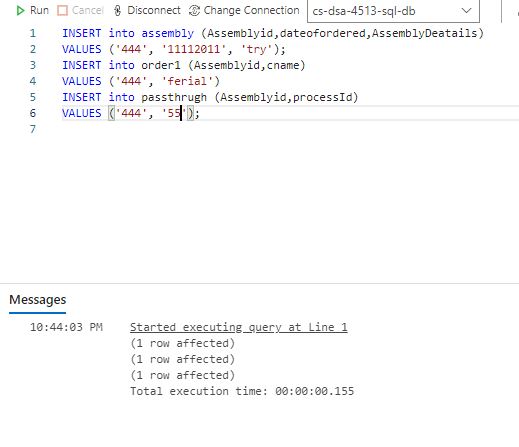 Run Cancel Disconnect Change Connection cs-dsa-4513-sql-db
1 INSERT into assembly (Assemblyid,dateofordered,AssemblyDeatails)
2 VALUES ('444', '11112011', 'try');
3 INSERT into order1 (Assemblyid,cname)
4 VALUES ('444', 'ferial')
5 INSERT into passthrugh (Assemblyid,processId)
6 VALUES ('444', '55');
7
Messages
10:44:03 PM Started executing query at Line 1
(1 row affected)
(1 row affected)
(1 row affected)
Total execution time: 00:00:00.155